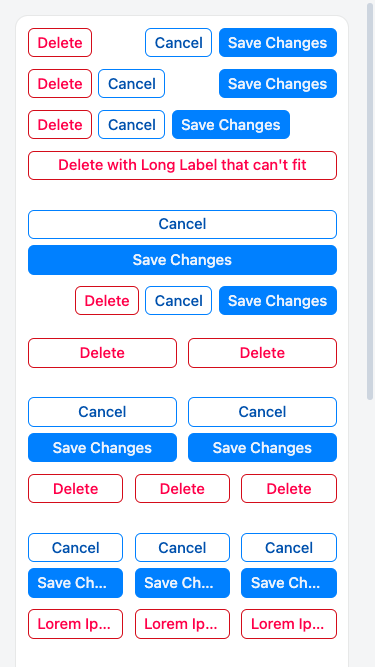 Delete Cancel Save Changes
Delete Cancel Save Changes
Delete Cancel Save Changes
Delete with Long Label that can't fit
Cancel
Save Changes
Delete Cancel Save Changes
Delete Delete
Cancel Cancel
Save Changes Save Changes
Delete Delete Delete
Cancel Cancel Cancel
Save Ch... Save Ch... Save Ch...
Lorem Ip... Lorem Ip... Lorem Ip...